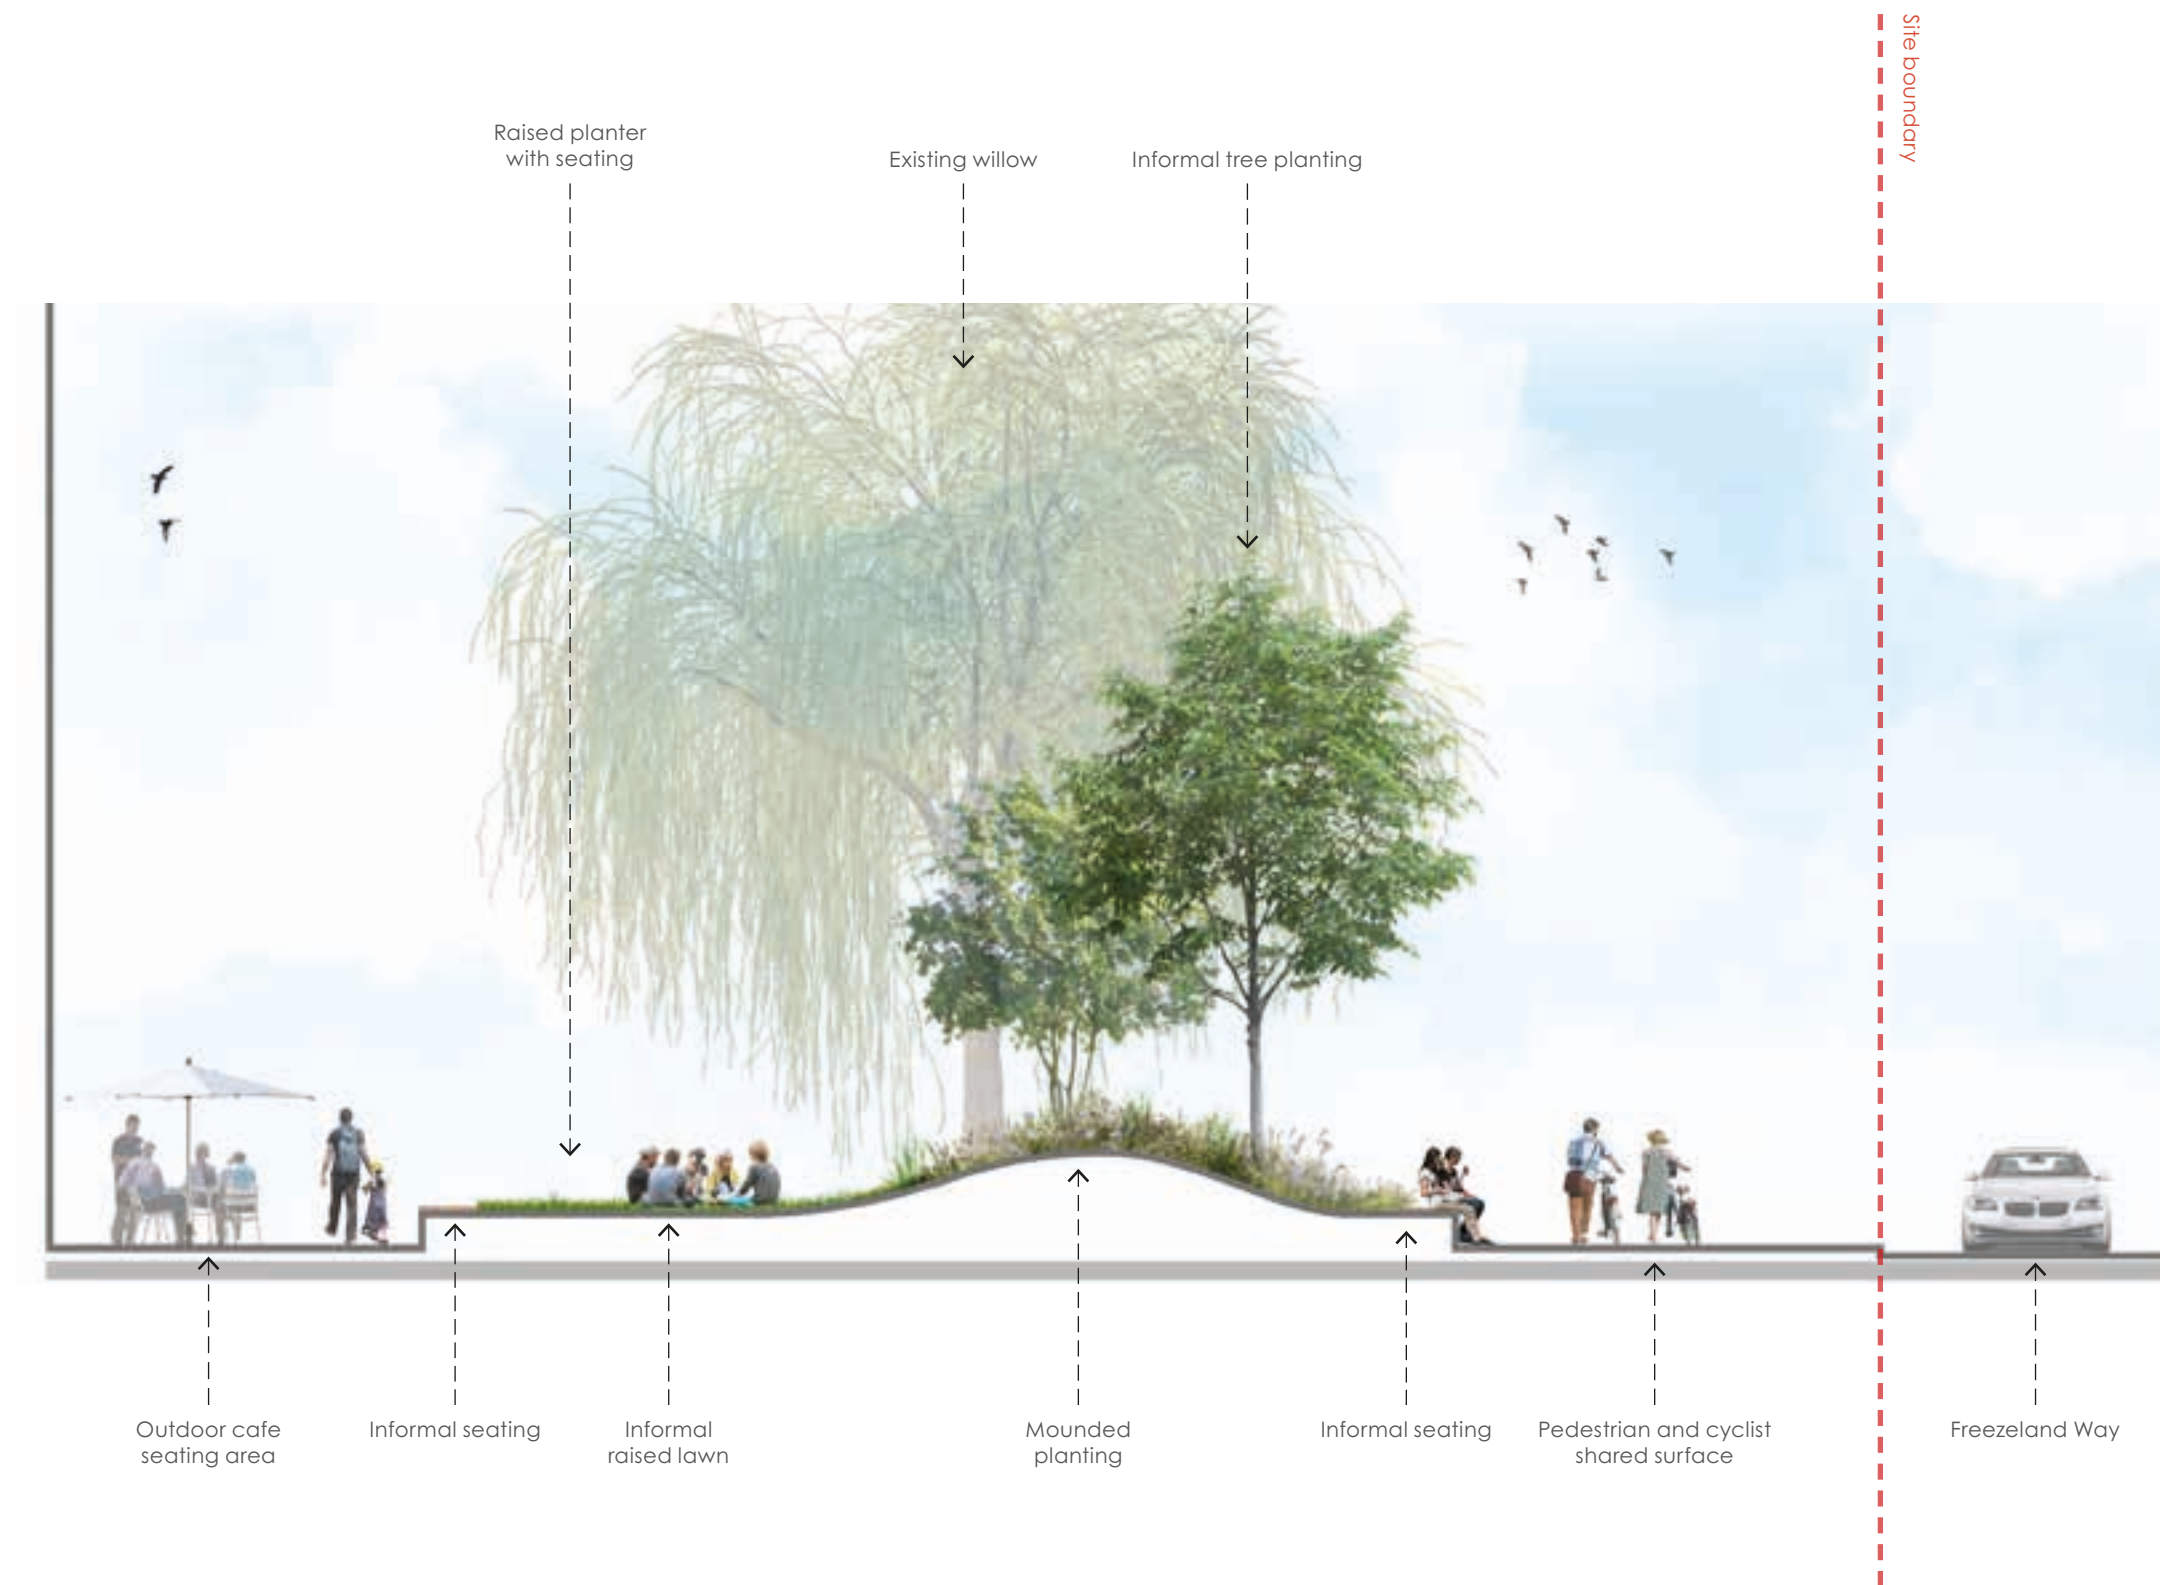 Site boundary
Raised planter
with seating
Existing willow
Informal tree planting
Outdoor cafe
seating area
Informal seating
Informal
raised lawn
Mounded
planting
Informal seating
Pedestrian and cyclist
shared surface
Freezeland Way